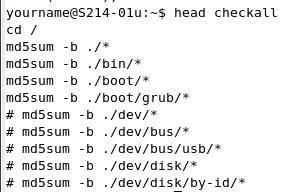 yourname@S214-01u:~$ head checkall
cd /
md5sum -b ./*
md5sum -b ./bin/*
md5sum -b ./boot/*
md5sum -b ./boot/grub/*
# md5sum -b ./dev/*
# md5sum -b ./dev/bus/*
# md5sum -b ./dev/bus/usb/*
# md5sum -b ./dev/disk/*
# md5sum -b ./dev/disk/by-id/*